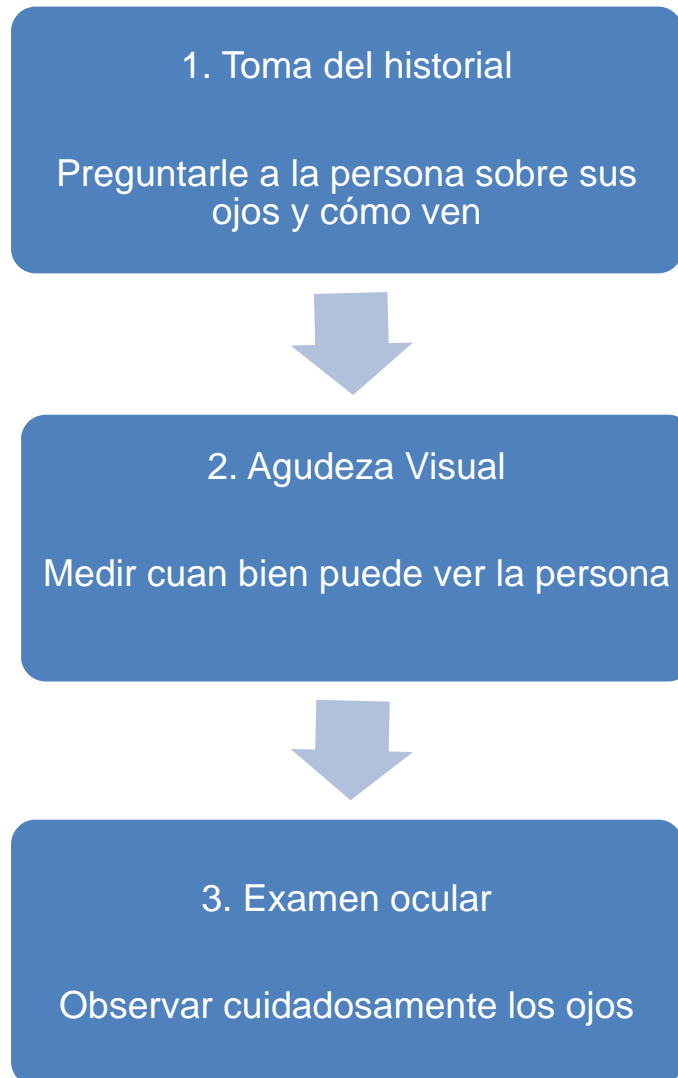 1. Toma del historial
Preguntarle a la persona sobre sus
ojos y cómo ven
2. Agudeza Visual
Medir cuan bien puede ver la persona
3. Examen ocular
Observar cuidadosamente los ojos